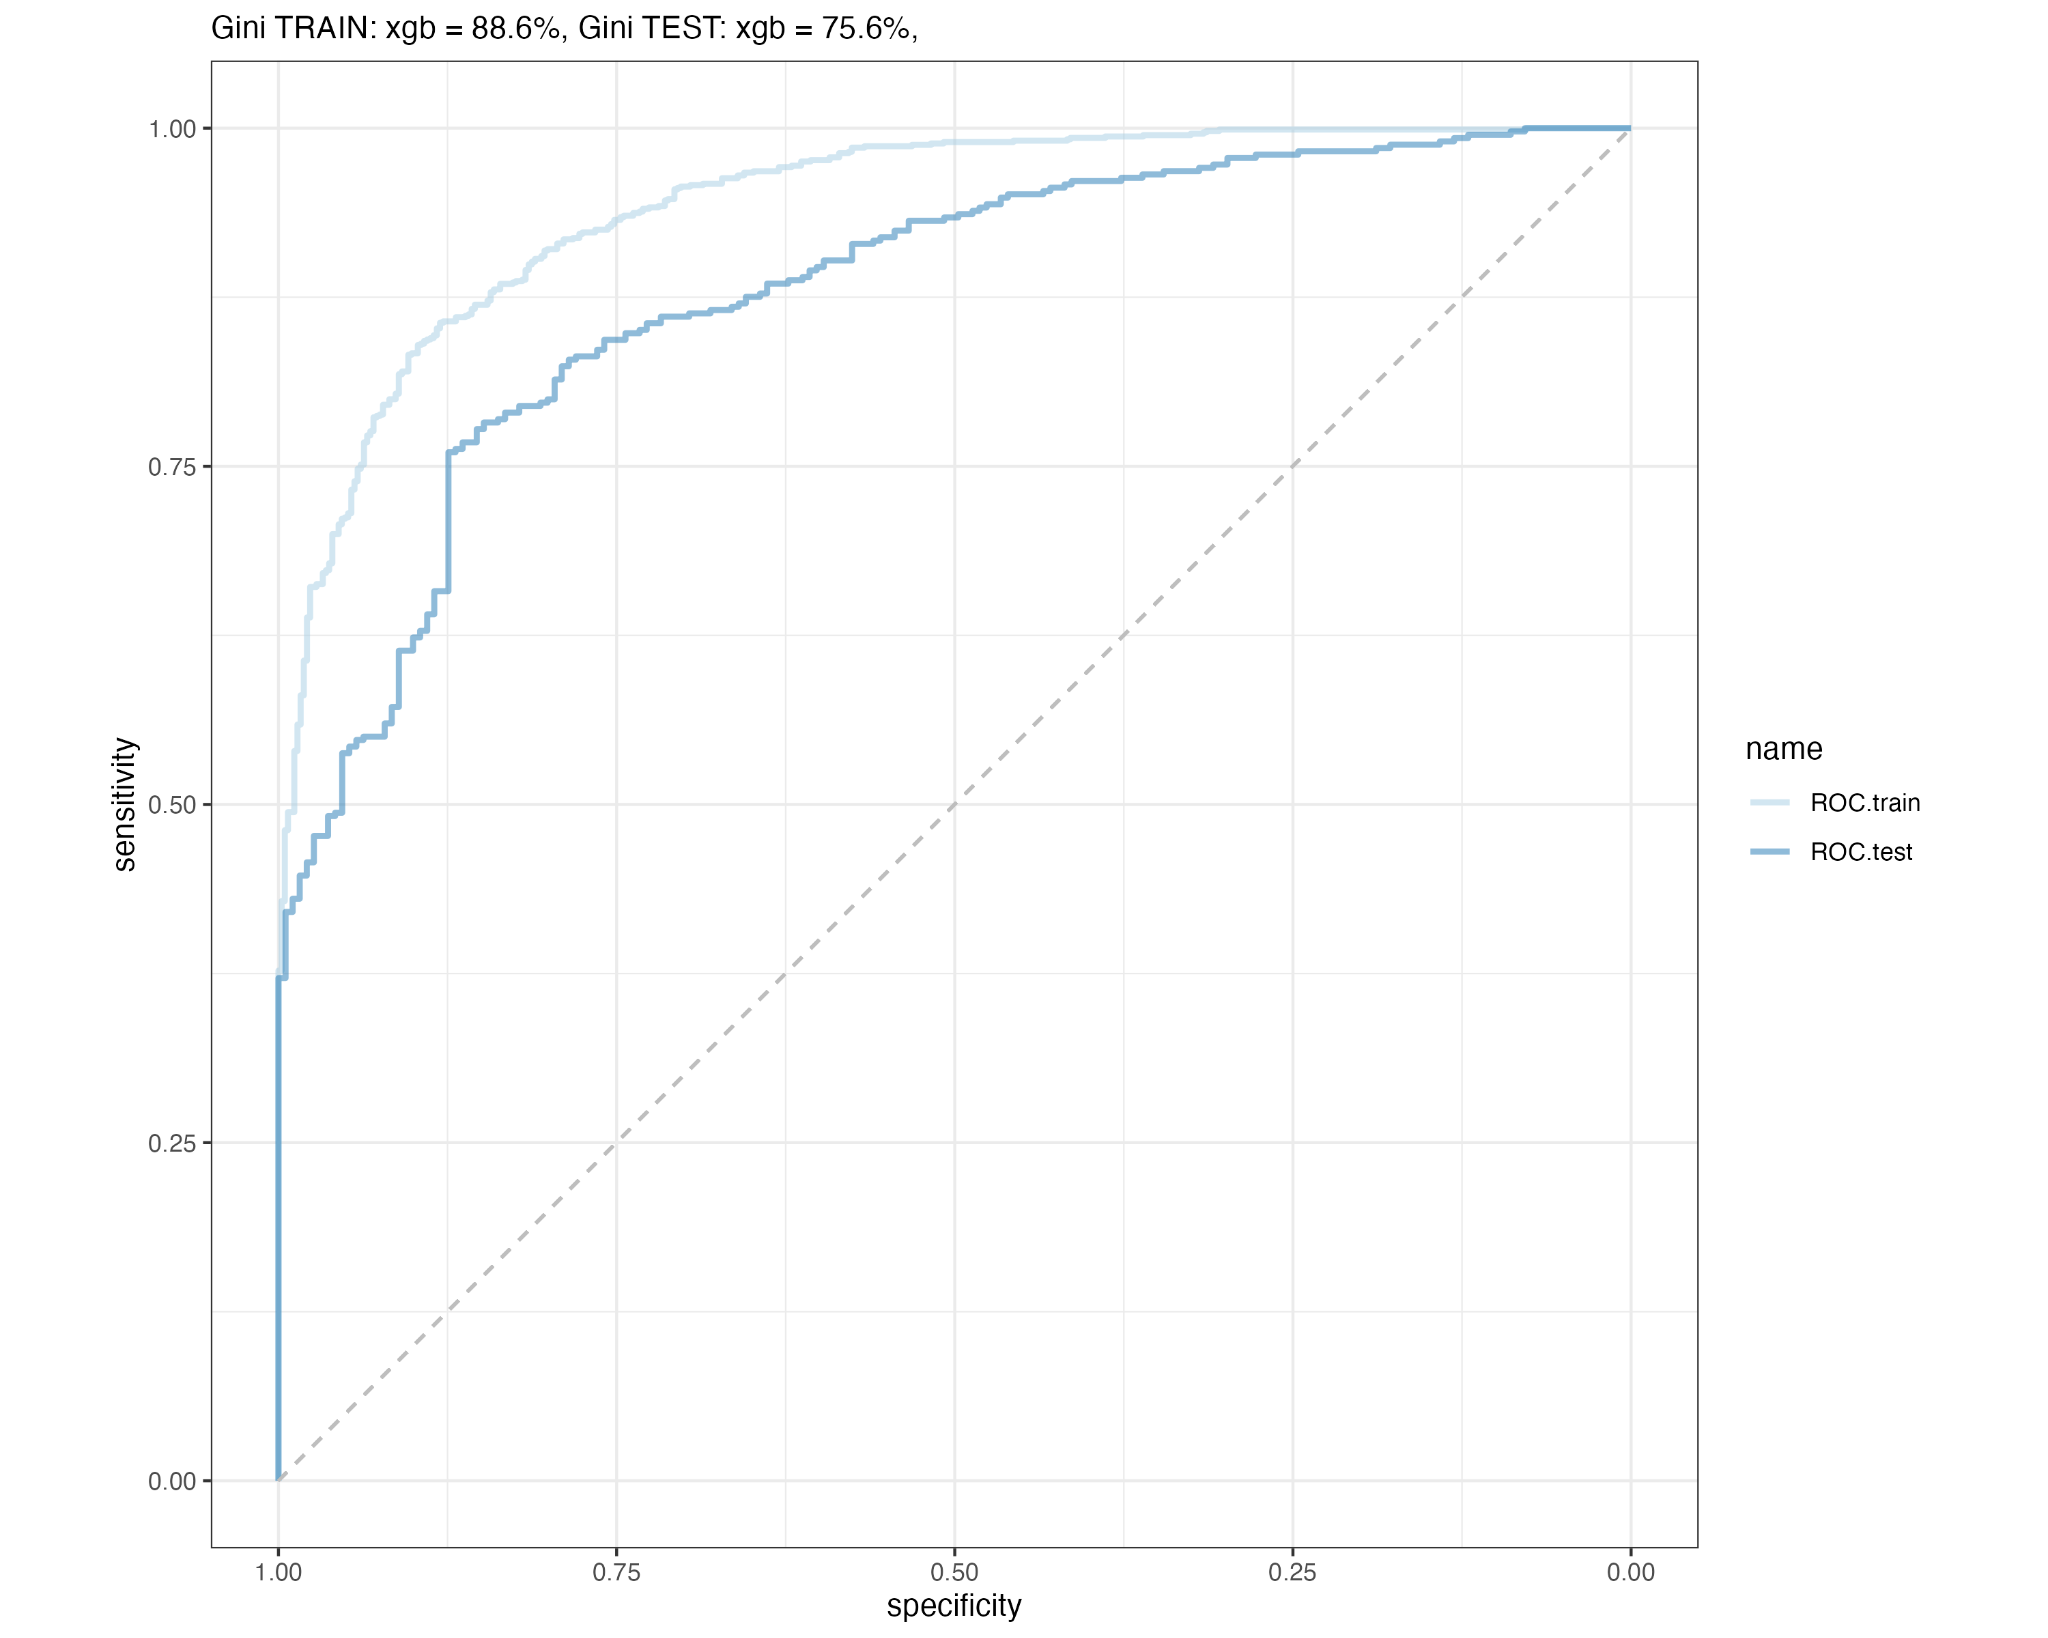 Gini TRAIN: xgb = 88.6%, Gini TEST: xgb = 75.6%,
1.00
0.75
0.50
0.25
0.00
sensitivity
1.00 0.75 0.50 0.25 0.00
specificity
name
ROC.train
ROC.test